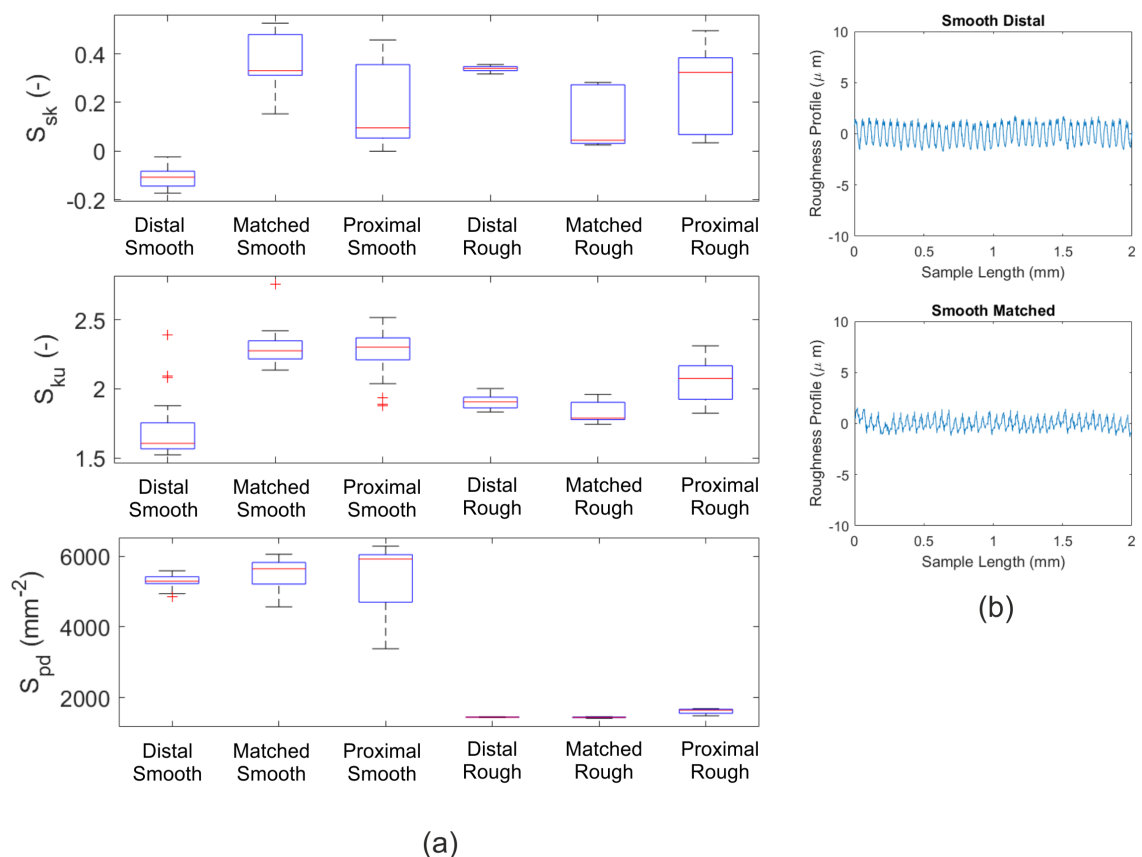 S_sk (-)
0.4
0.2
0
-0.2
Distal Smooth
Matched Smooth
Proximal Smooth
Distal Rough
Matched Rough
Proximal Rough
S_ku (-)
2.5
2
1.5
Distal Smooth
Matched Smooth
Proximal Smooth
Distal Rough
Matched Rough
Proximal Rough
S_pd (mm^-2)
6000
4000
2000
Distal Smooth
Matched Smooth
Proximal Smooth
Distal Rough
Matched Rough
Proximal Rough
(a)
Smooth Distal
Roughness Profile (μ m)
10
5
0
-5
-10
0 0.5 1 1.5 2
Sample Length (mm)
Smooth Matched
Roughness Profile (μ m)
10
5
0
-5
-10
0 0.5 1 1.5 2
Sample Length (mm)
(b)